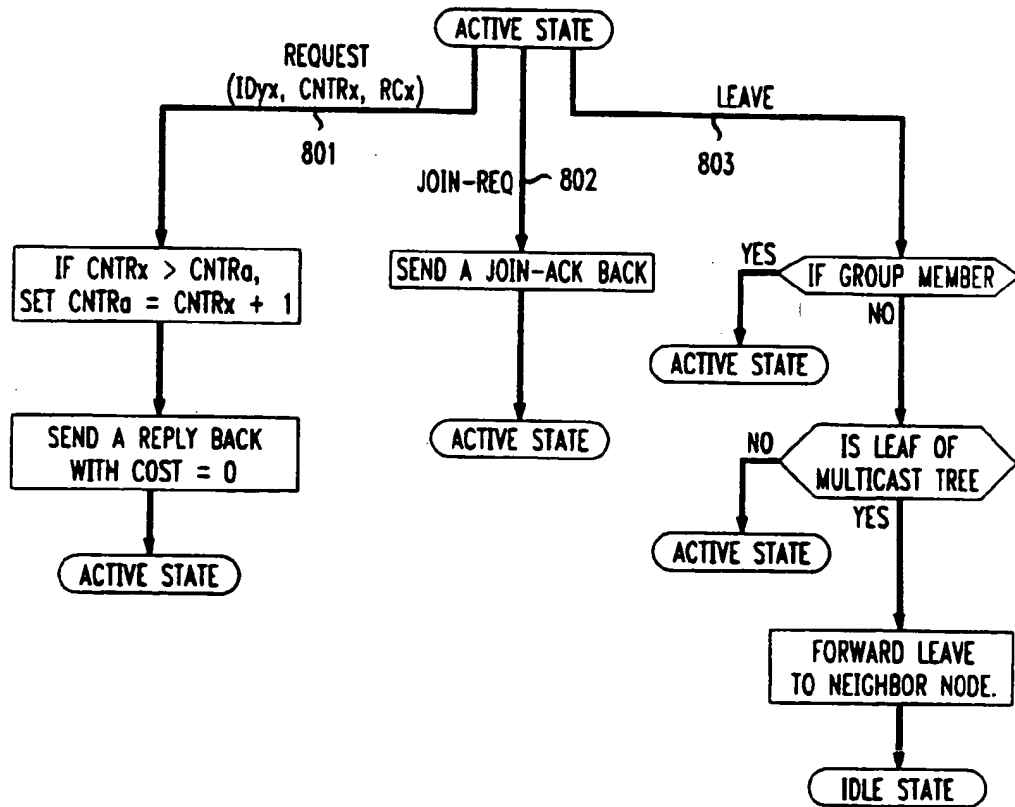 ACTIVE STATE
REQUEST
(IDyx, CNTRx, RCx)
801
JOIN-REQ
802
LEAVE
803
IF CNTRx > CNTRa,
SET CNTRa = CNTRx + 1
SEND A REPLY BACK
WITH COST = 0
ACTIVE STATE
SEND A JOIN-ACK BACK
ACTIVE STATE
IF GROUP MEMBER
YES
NO
ACTIVE STATE
IS LEAF OF
MULTICAST TREE
NO
YES
ACTIVE STATE
FORWARD LEAVE
TO NEIGHBOR NODE.
IDLE STATE